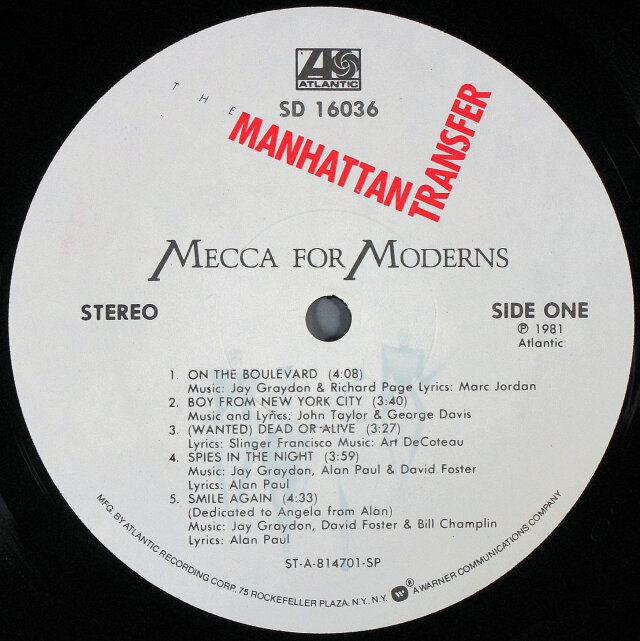 ATLANTIC
SD 16036
THE
MANHATTAN
TRANSFER
MECCA FOR MODERNS
STEREO
SIDE ONE
℗ 1981
Atlantic
1. ON THE BOULEVARD (4:08)
Music: Jay Graydon & Richard Page Lyrics: Marc Jordan
2. BOY FROM NEW YORK CITY (3:40)
Music and Lyrics: John Taylor & George Davis
3. (WANTED) DEAD OR ALIVE (3:27)
Lyrics: Slinger Francisco Music: Art DeCoteau
4. SPIES IN THE NIGHT (3:59)
Music: Jay Graydon, Alan Paul & David Foster
Lyrics: Alan Paul
5. SMILE AGAIN (4:33)
(Dedicated to Angela from Alan)
Music: Jay Graydon, David Foster & Bill Champlin
Lyrics: Alan Paul
ST-A-814701-SP
MFG. BY ATLANTIC RECORDING CORP., 75 ROCKEFELLER PLAZA, N.Y. N.Y. ® A WARNER COMMUNICATIONS COMPANY